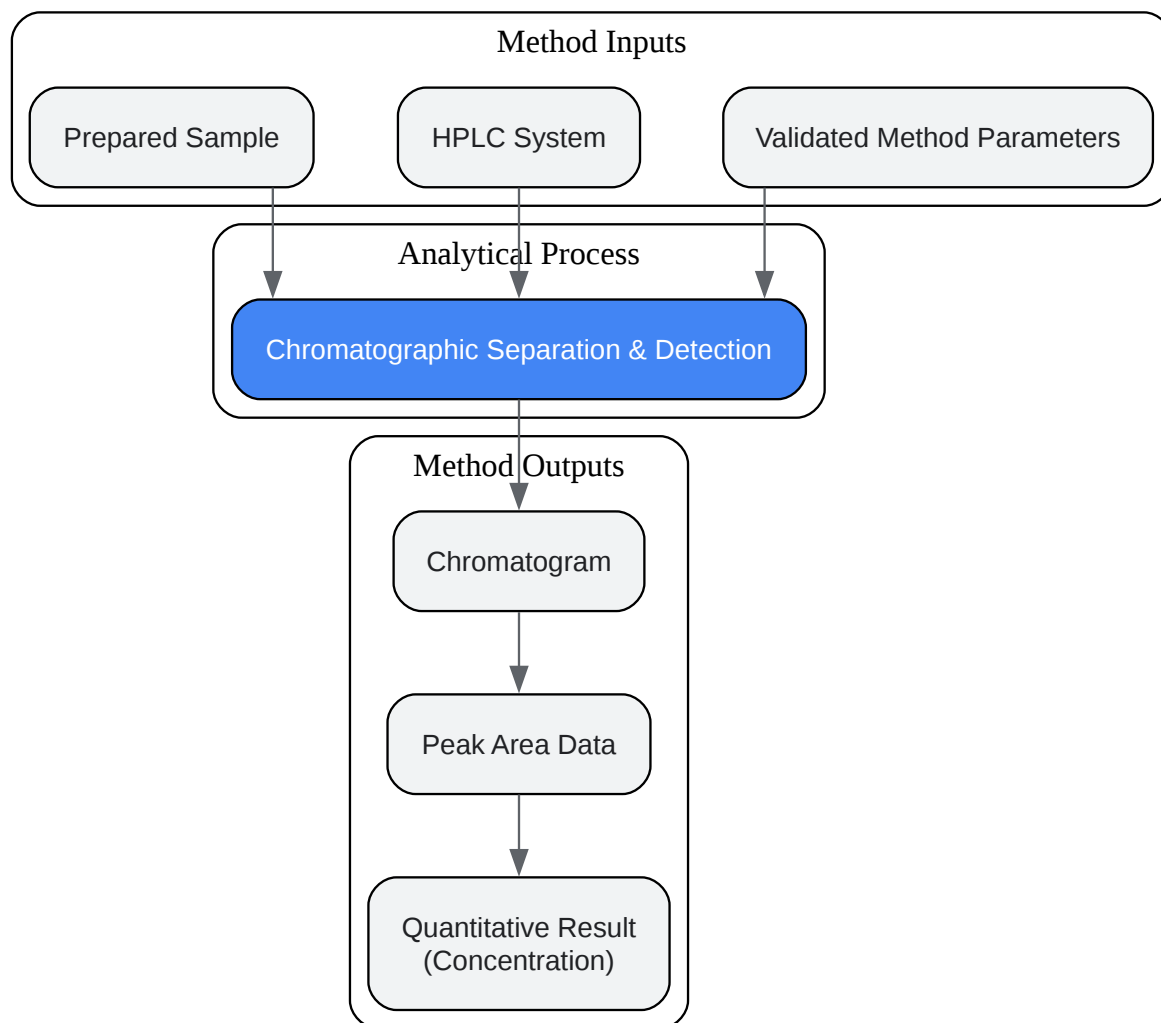 Method Inputs
Prepared Sample
HPLC System
Validated Method Parameters
Analytical Process
Chromatographic Separation & Detection
Method Outputs
Chromatogram
Peak Area Data
Quantitative Result
(Concentration)